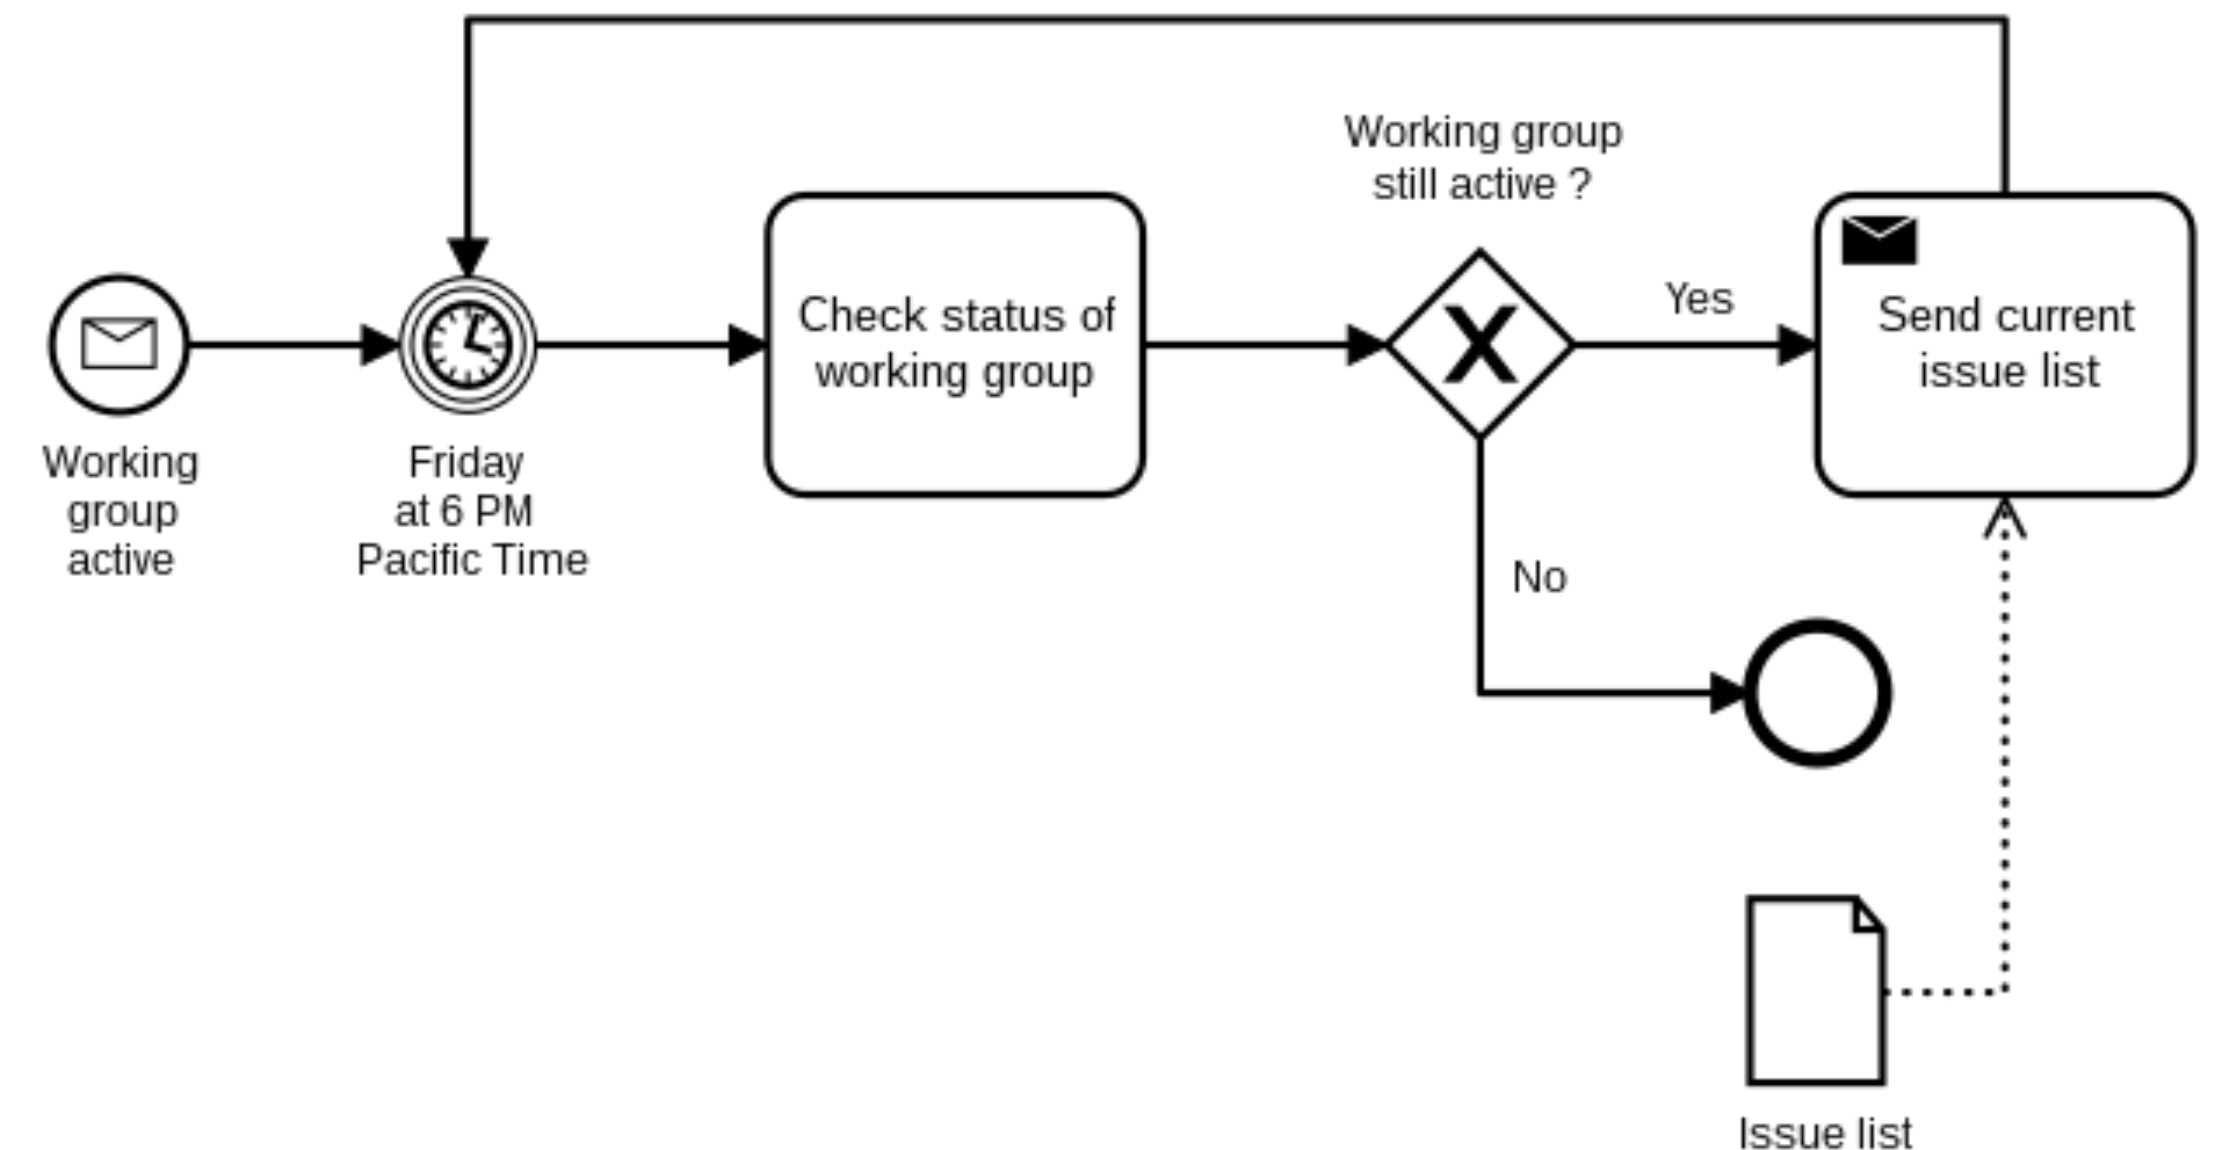 Working group
still active ?
Check status of
working group
Yes
Send current
issue list
Working
group
active
Friday
at 6 PM
Pacific Time
No
Issue list